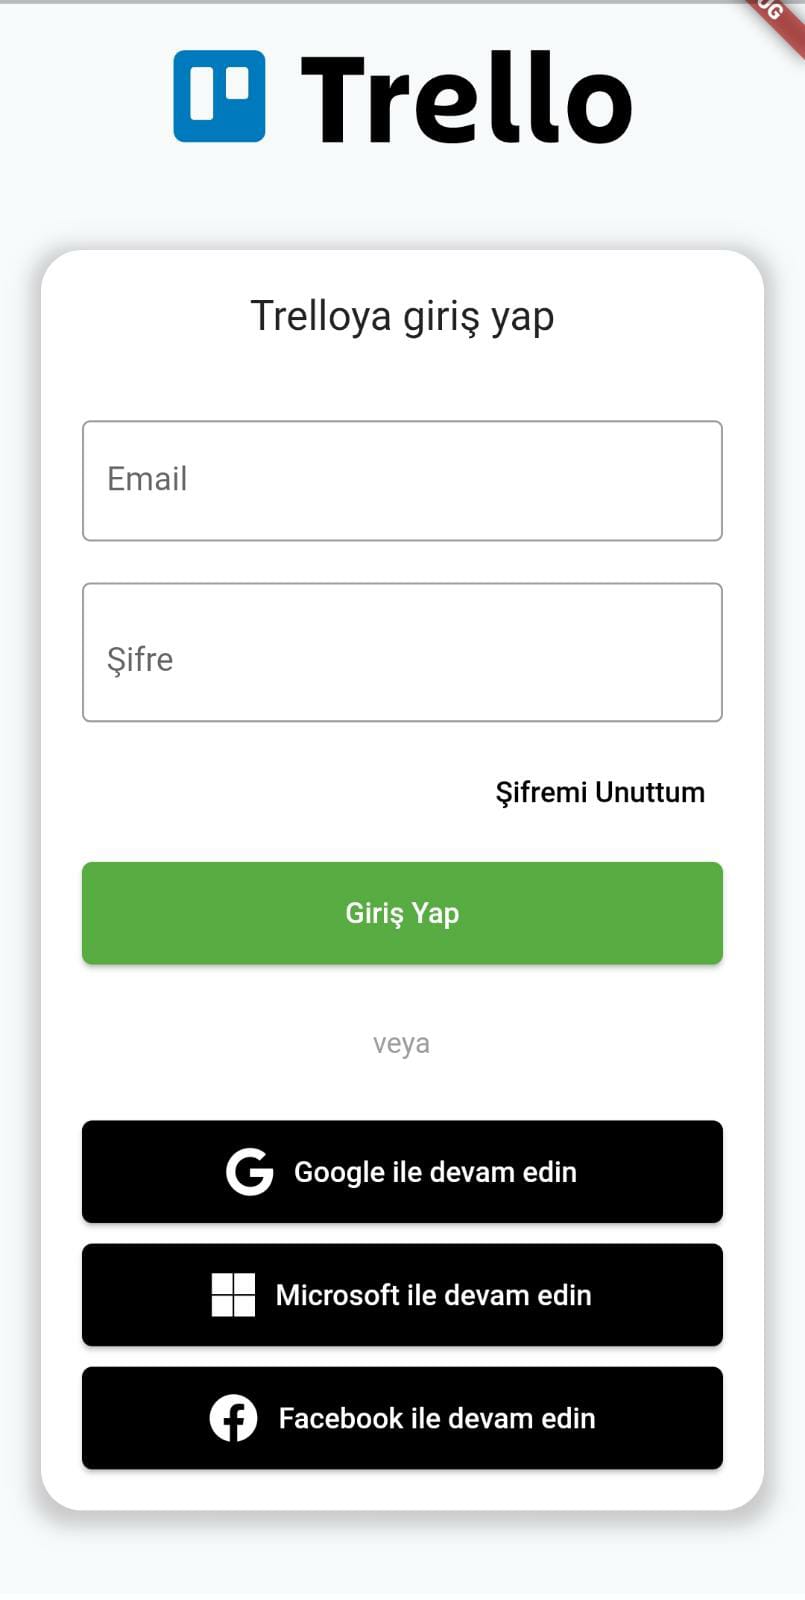 Trello
Trelloya giriş yap
Email
Şifre
Şifremi Unuttum
Giriş Yap
veya
Google ile devam edin
Microsoft ile devam edin
Facebook ile devam edin